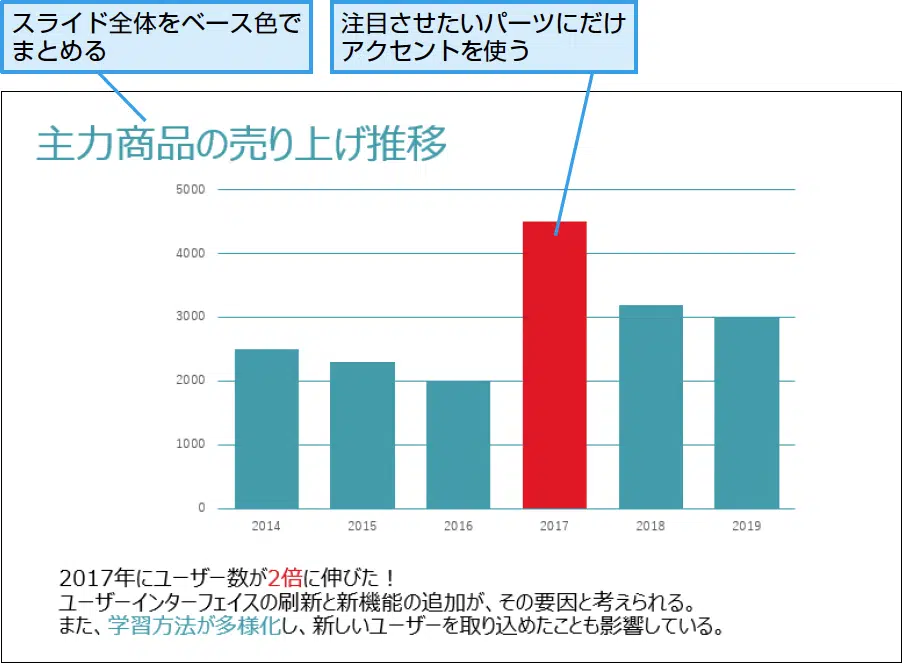 スライド全体をベース色で
まとめる
注目させたいパーツにだけ
アクセントを使う
主力商品の売り上げ推移
5000
4000
3000
2000
1000
0
2014 2015 2016 2017 2018 2019
2017年にユーザー数が2倍に伸びた！
ユーザーインターフェイスの刷新と新機能の追加が、その要因と考えられる。
また、学習方法が多様化し、新しいユーザーを取り込めたことも影響している。